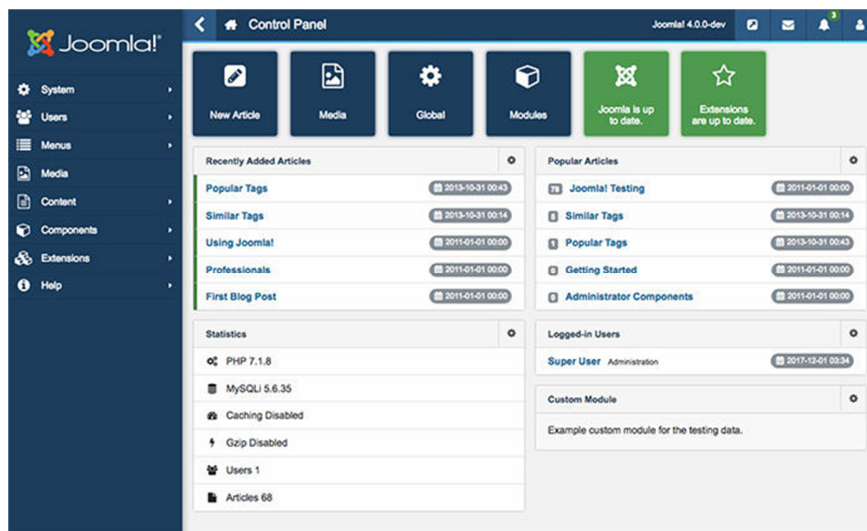 Joomla!®
System
Users
Menus
Media
Content
Components
Extensions
Help
Control Panel
Joomla! 4.0.0-dev
3
New Article
Media
Global
Modules
Joomla is up
to date.
Extensions
are up to date.
Recently Added Articles
Popular Tags 2013-10-31 00:43
Similar Tags 2013-10-31 00:14
Using Joomla! 2011-01-01 00:00
Professionals 2011-01-01 00:00
First Blog Post 2011-01-01 00:00
Popular Articles
Joomla! Testing 2011-01-01 00:00
Similar Tags 2013-10-31 00:14
Popular Tags 2013-10-31 00:43
Getting Started 2011-01-01 00:00
Administrator Components 2011-01-01 00:00
Statistics
PHP 7.1.8
MySQLi 5.6.35
Caching Disabled
Gzip Disabled
Users 1
Articles 68
Logged-in Users
Super User Administration 2017-12-01 03:34
Custom Module
Example custom module for the testing data.